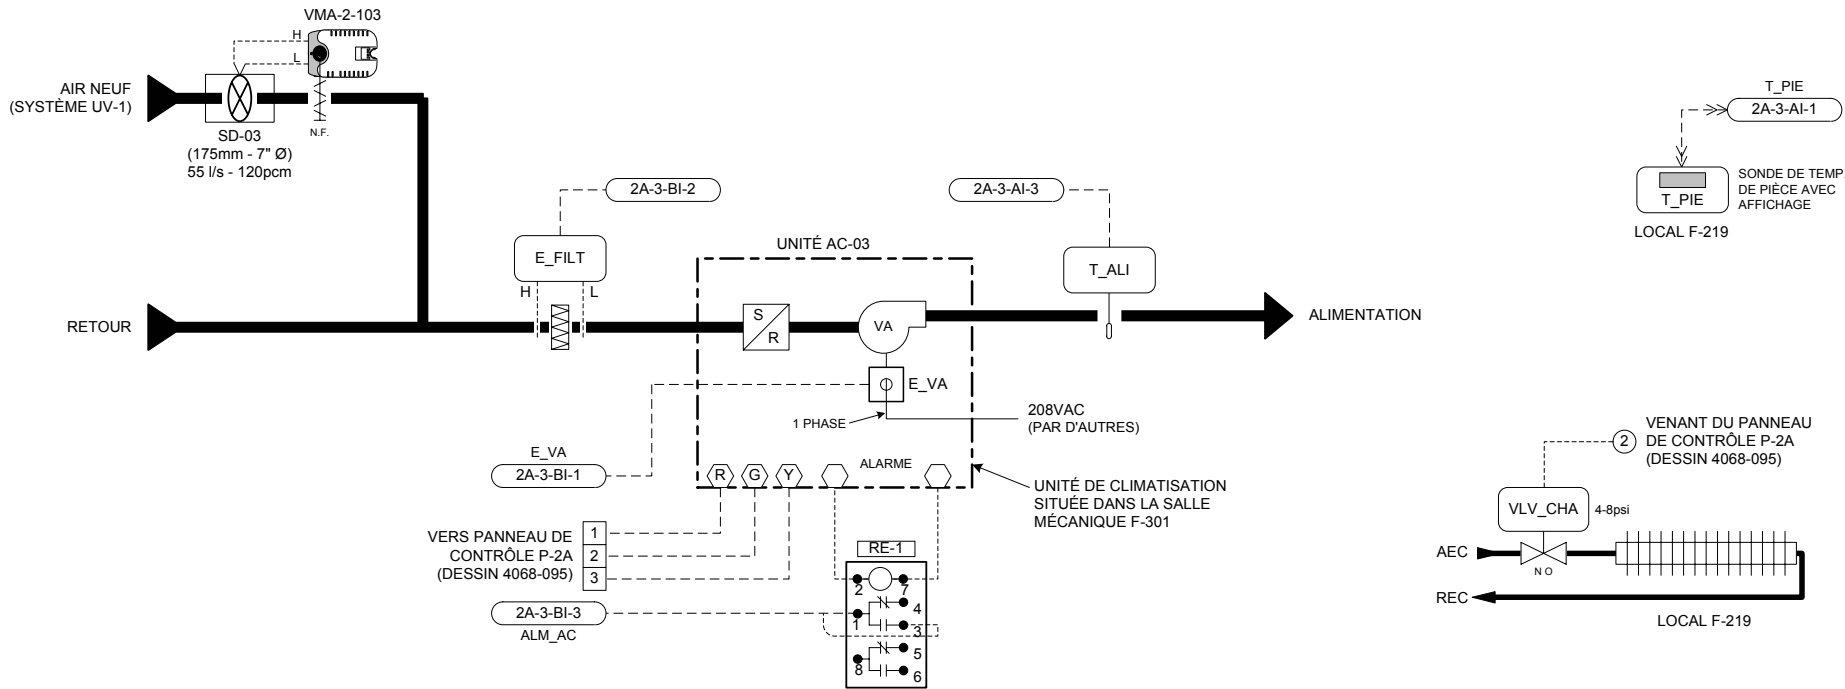 VMA-2-103
H
L
AIR NEUF
(SYSTÈME UV-1)
SD-03
(175mm - 7" Ø)
55 l/s - 120pcm
N.F.
T_PIE
2A-3-AI-1
T_PIE
SONDE DE TEMP.
DE PIÈCE AVEC
AFFICHAGE
LOCAL F-219
2A-3-BI-2
2A-3-AI-3
E_FILT
H
L
UNITÉ AC-03
T_ALI
RETOUR
S
R
VA
ALIMENTATION
E_VA
1 PHASE
208VAC
(PAR D'AUTRES)
E_VA
2A-3-BI-1
R
G
Y
ALARME
UNITÉ DE CLIMATISATION
SITUÉE DANS LA SALLE
MÉCANIQUE F-301
VERS PANNEAU DE
CONTRÔLE P-2A
(DESSIN 4068-095)
1
2
3
2A-3-BI-3
ALM_AC
RE-1
2
7
4
1
3
5
8
6
2
VENANT DU PANNEAU
DE CONTRÔLE P-2A
(DESSIN 4068-095)
VLV_CHA
4-8psi
AEC
N O
REC
LOCAL F-219